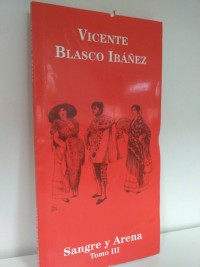 VICENTE
BLASCO IBÁÑEZ
Sangre y Arena
Tomo III